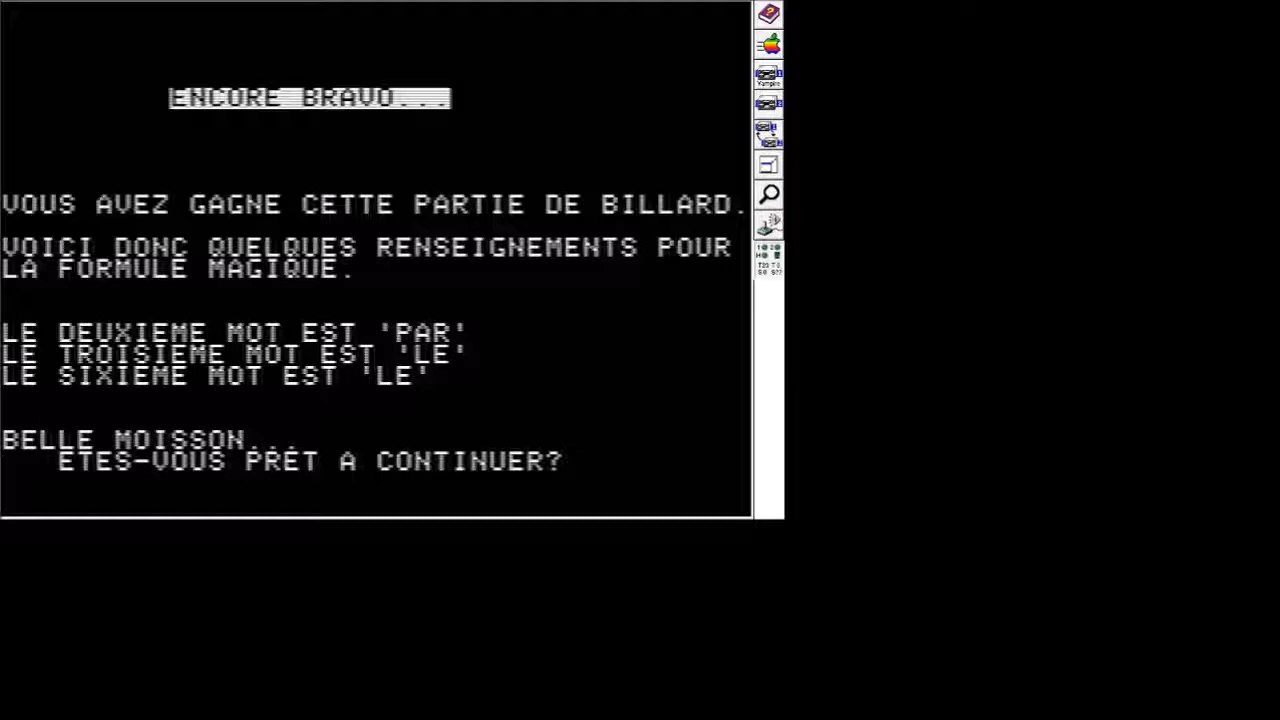 ENCORE BRAVO...
VOUS AVEZ GAGNE CETTE PARTIE DE BILLARD.
VOICI DONC QUELQUES RENSEIGNEMENTS POUR
LA FORMULE MAGIQUE.
LE DEUXIEME MOT EST 'PAR'
LE TROISIEME MOT EST 'LE'
LE SIXIEME MOT EST 'LE'
BELLE MOISSON...
ETES-VOUS PRET A CONTINUER?